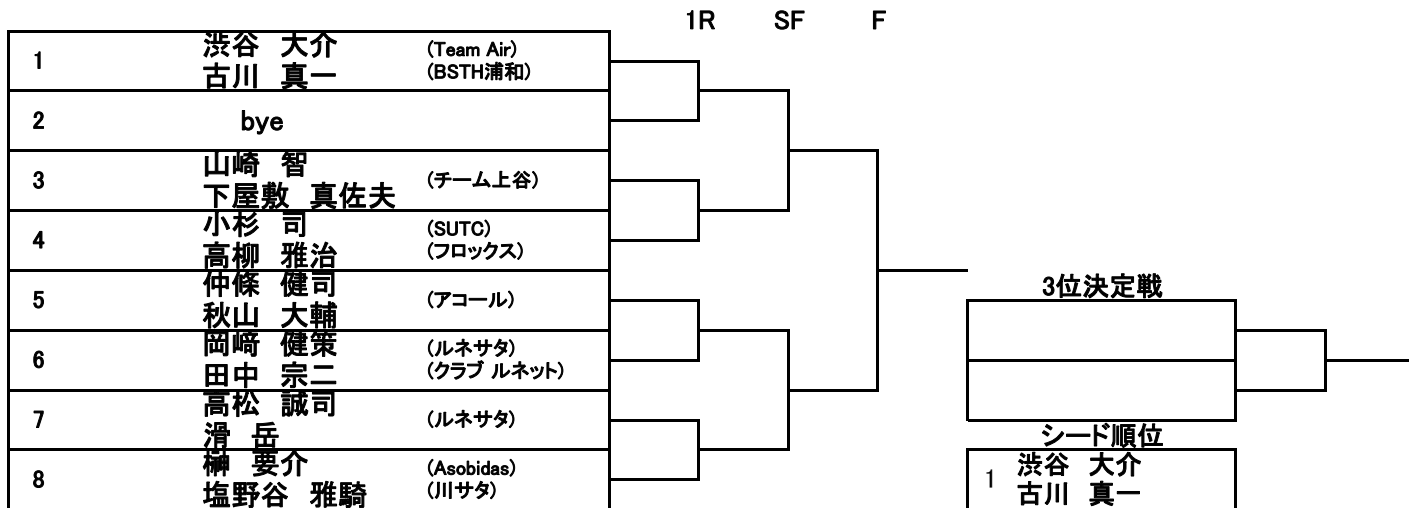 1R SF F
1 渋谷 大介 (Team Air)
古川 真一 (BSTH浦和)
2 bye
3 山崎 智 (チーム上谷)
下屋敷 真佐夫
4 小杉 司 (SUTC)
高柳 雅治 (フロックス)
5 仲條 健司 (アコール)
秋山 大輔
6 岡﨑 健策 (ルネサタ)
田中 宗二 (クラブ ルネット)
7 高松 誠司 (ルネサタ)
滑 岳
8 榊 要介 (Asobidas)
塩野谷 雅騎 (川サタ)
3位決定戦
シード順位
1 渋谷 大介
古川 真一